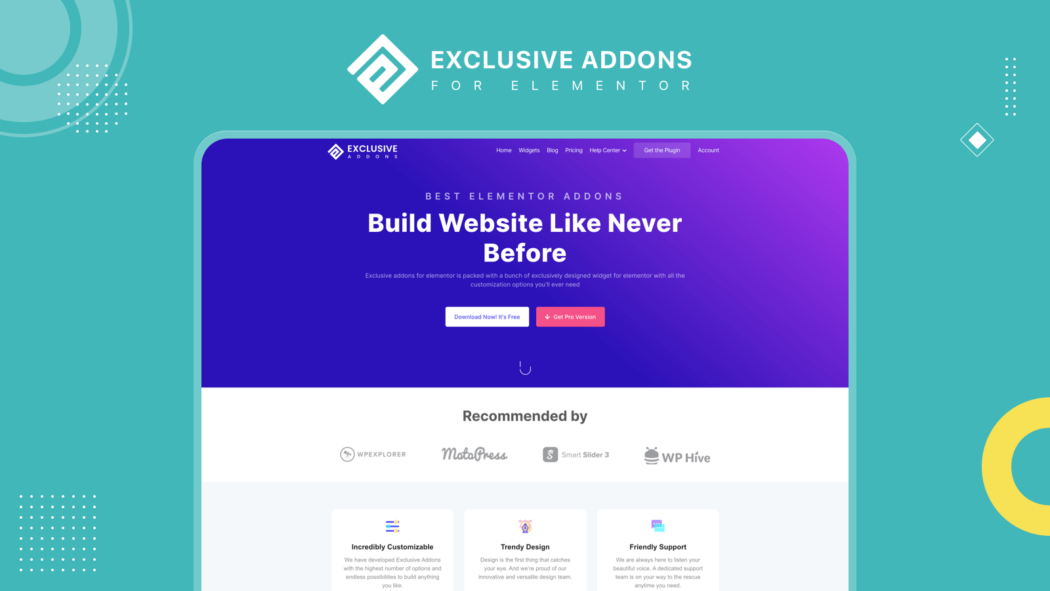 EXCLUSIVE ADDONS
FOR ELEMENTOR
EXCLUSIVE
ADDONS
Home Widgets Blog Pricing Help Center Get the Plugin Account
BEST ELEMENTOR ADDONS
Build Website Like Never
Before
Exclusive addons for elementor is packed with a bunch of exclusively designed widget for elementor with all the
customization options you'll ever need
Download Now! It's Free Get Pro Version
Recommended by
WPEXPLORER MotoPress Smart Slider 3 WP Hive
Incredibly Customizable
We have developed Exclusive Addons
with the highest number of options and
endless possibilities to build anything
you like.
Trendy Design
Design is the first thing that catches
your eye. And we're proud of our
innovative and versatile design team.
Friendly Support
We are always here to listen your
beautiful voice. A dedicated support
team is on your way to the rescue
anytime you need.